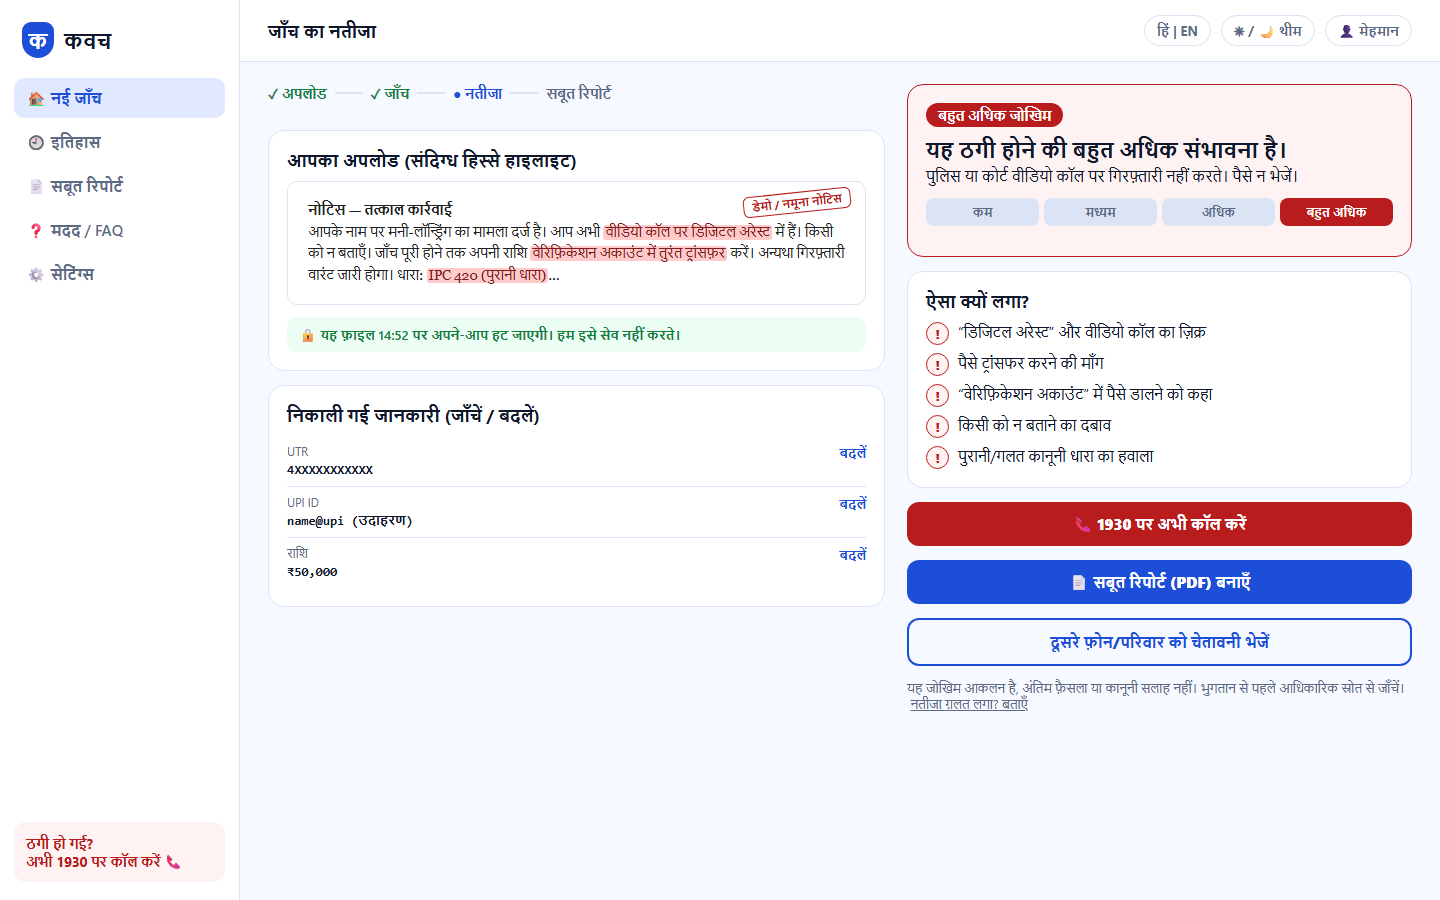 क कवच
नई जाँच
इतिहास
सबूत रिपोर्ट
मदद / FAQ
सेटिंग्स
ठगी हो गई?
अभी 1930 पर कॉल करें
जाँच का नतीजा
हिं | EN
/ थीम
मेहमान
✓ अपलोड
✓ जाँच
● नतीजा
सबूत रिपोर्ट
आपका अपलोड (संदिग्ध हिस्से हाइलाइट)
डेमो / नमूना नोटिस
नोटिस — तत्काल कार्रवाई
आपके नाम पर मनी-लॉन्ड्रिंग का मामला दर्ज है। आप अभी वीडियो कॉल पर डिजिटल अरेस्ट में हैं। किसी
को न बताएँ। जाँच पूरी होने तक अपनी राशि वेरिफ़िकेशन अकाउंट में तुरंत ट्रांसफ़र करें। अन्यथा गिरफ़्तारी
वारंट जारी होगा। धारा: IPC 420 (पुरानी धारा)...
यह फ़ाइल 14:52 पर अपने-आप हट जाएगी। हम इसे सेव नहीं करते।
निकाली गई जानकारी (जाँचें / बदलें)
UTR
बदलें
4XXXXXXXXXXX
UPI ID
बदलें
name@upi (उदाहरण)
राशि
बदलें
₹50,000
बहुत अधिक जोखिम
यह ठगी होने की बहुत अधिक संभावना है।
पुलिस या कोर्ट वीडियो कॉल पर गिरफ़्तारी नहीं करते। पैसे न भेजें।
कम
मध्यम
अधिक
बहुत अधिक
ऐसा क्यों लगा?
! “डिजिटल अरेस्ट” और वीडियो कॉल का ज़िक्र
! पैसे ट्रांसफर करने की माँग
! “वेरिफ़िकेशन अकाउंट” में पैसे डालने को कहा
! किसी को न बताने का दबाव
! पुरानी/गलत कानूनी धारा का हवाला
1930 पर अभी कॉल करें
सबूत रिपोर्ट (PDF) बनाएँ
दूसरे फ़ोन/परिवार को चेतावनी भेजें
यह जोखिम आकलन है, अंतिम फ़ैसला या कानूनी सलाह नहीं। भुगतान से पहले आधिकारिक स्रोत से जाँचें।
नतीजा ग़लत लगा? बताएँ